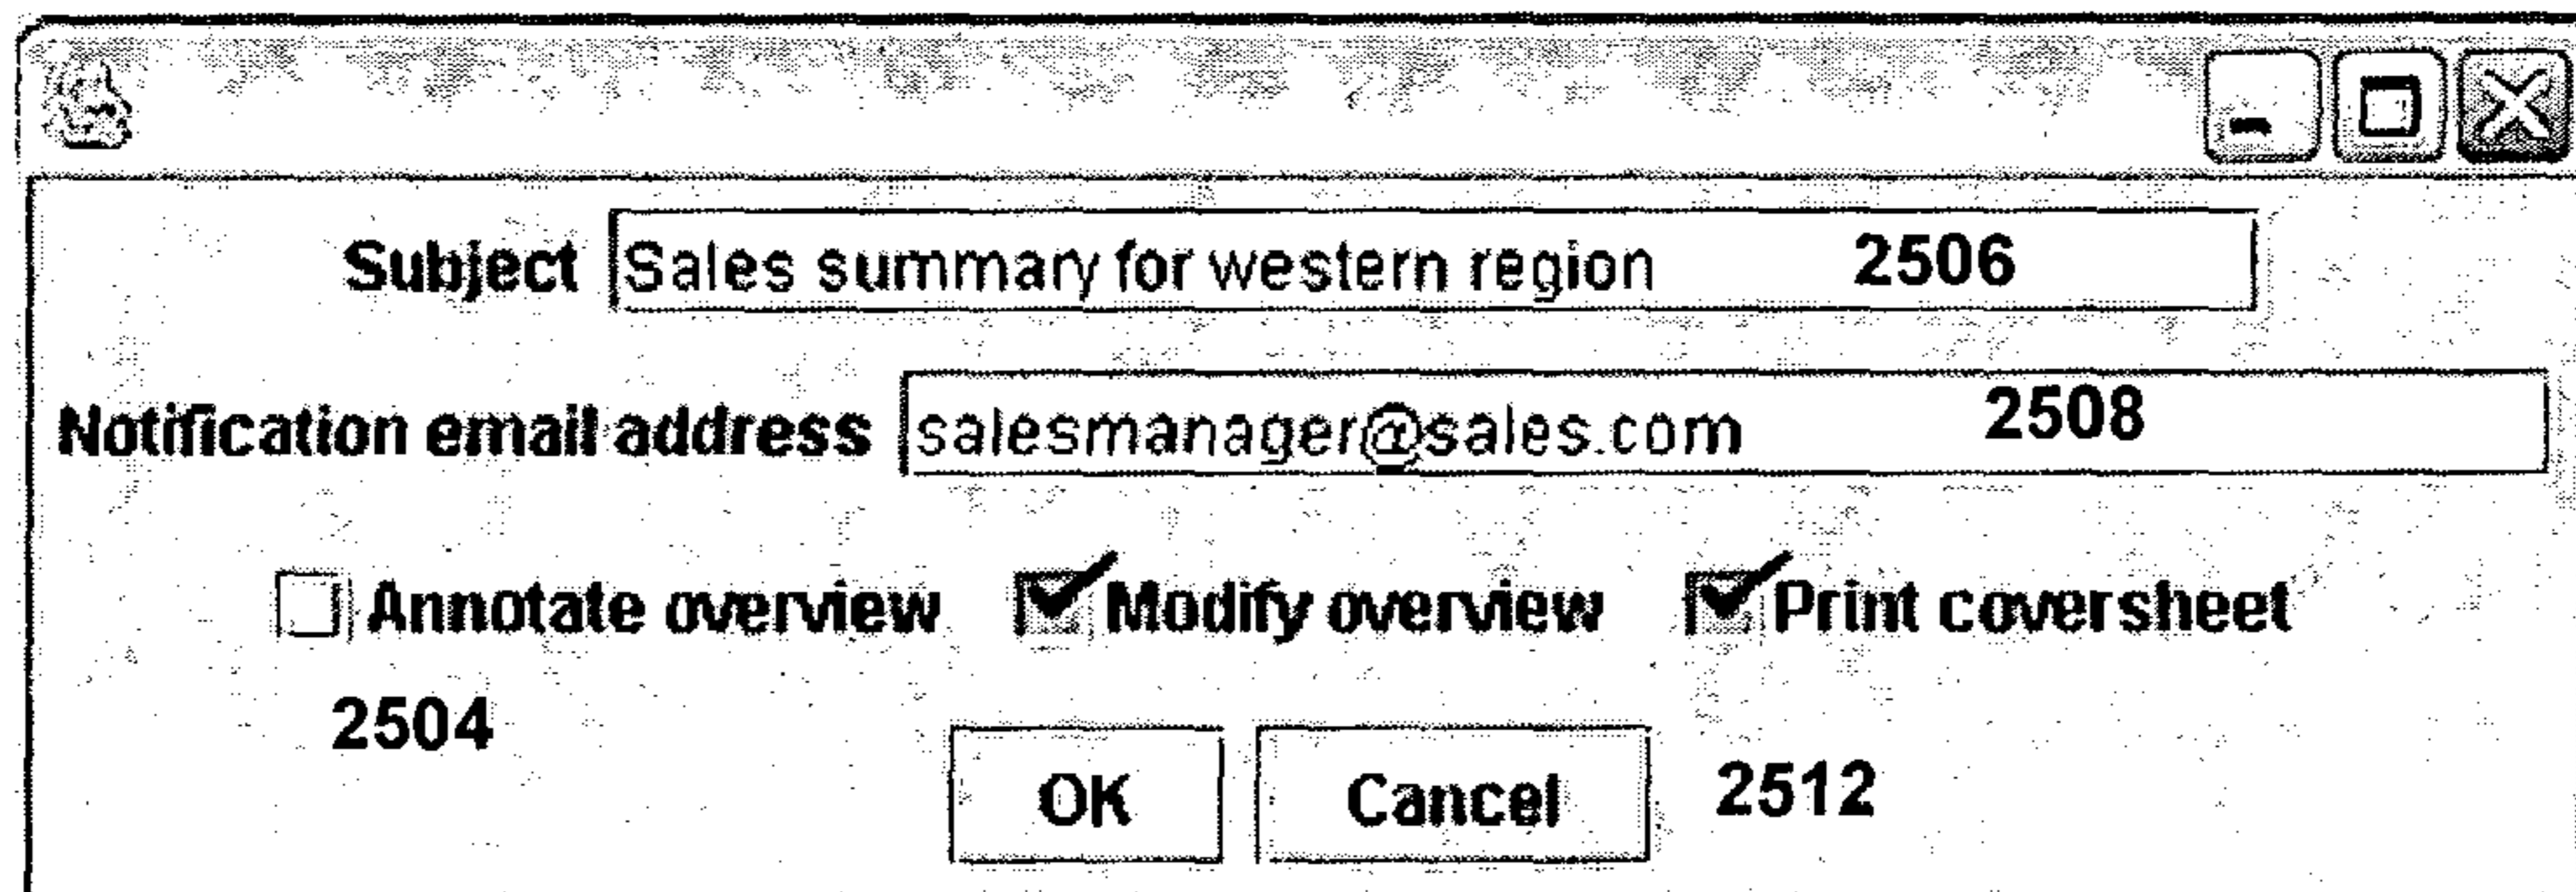 Subject Sales summary for western region 2506
Notification email address salesmanager@sales.com 2508
Annotate overview Modify overview Print coversheet
2504
OK Cancel 2512